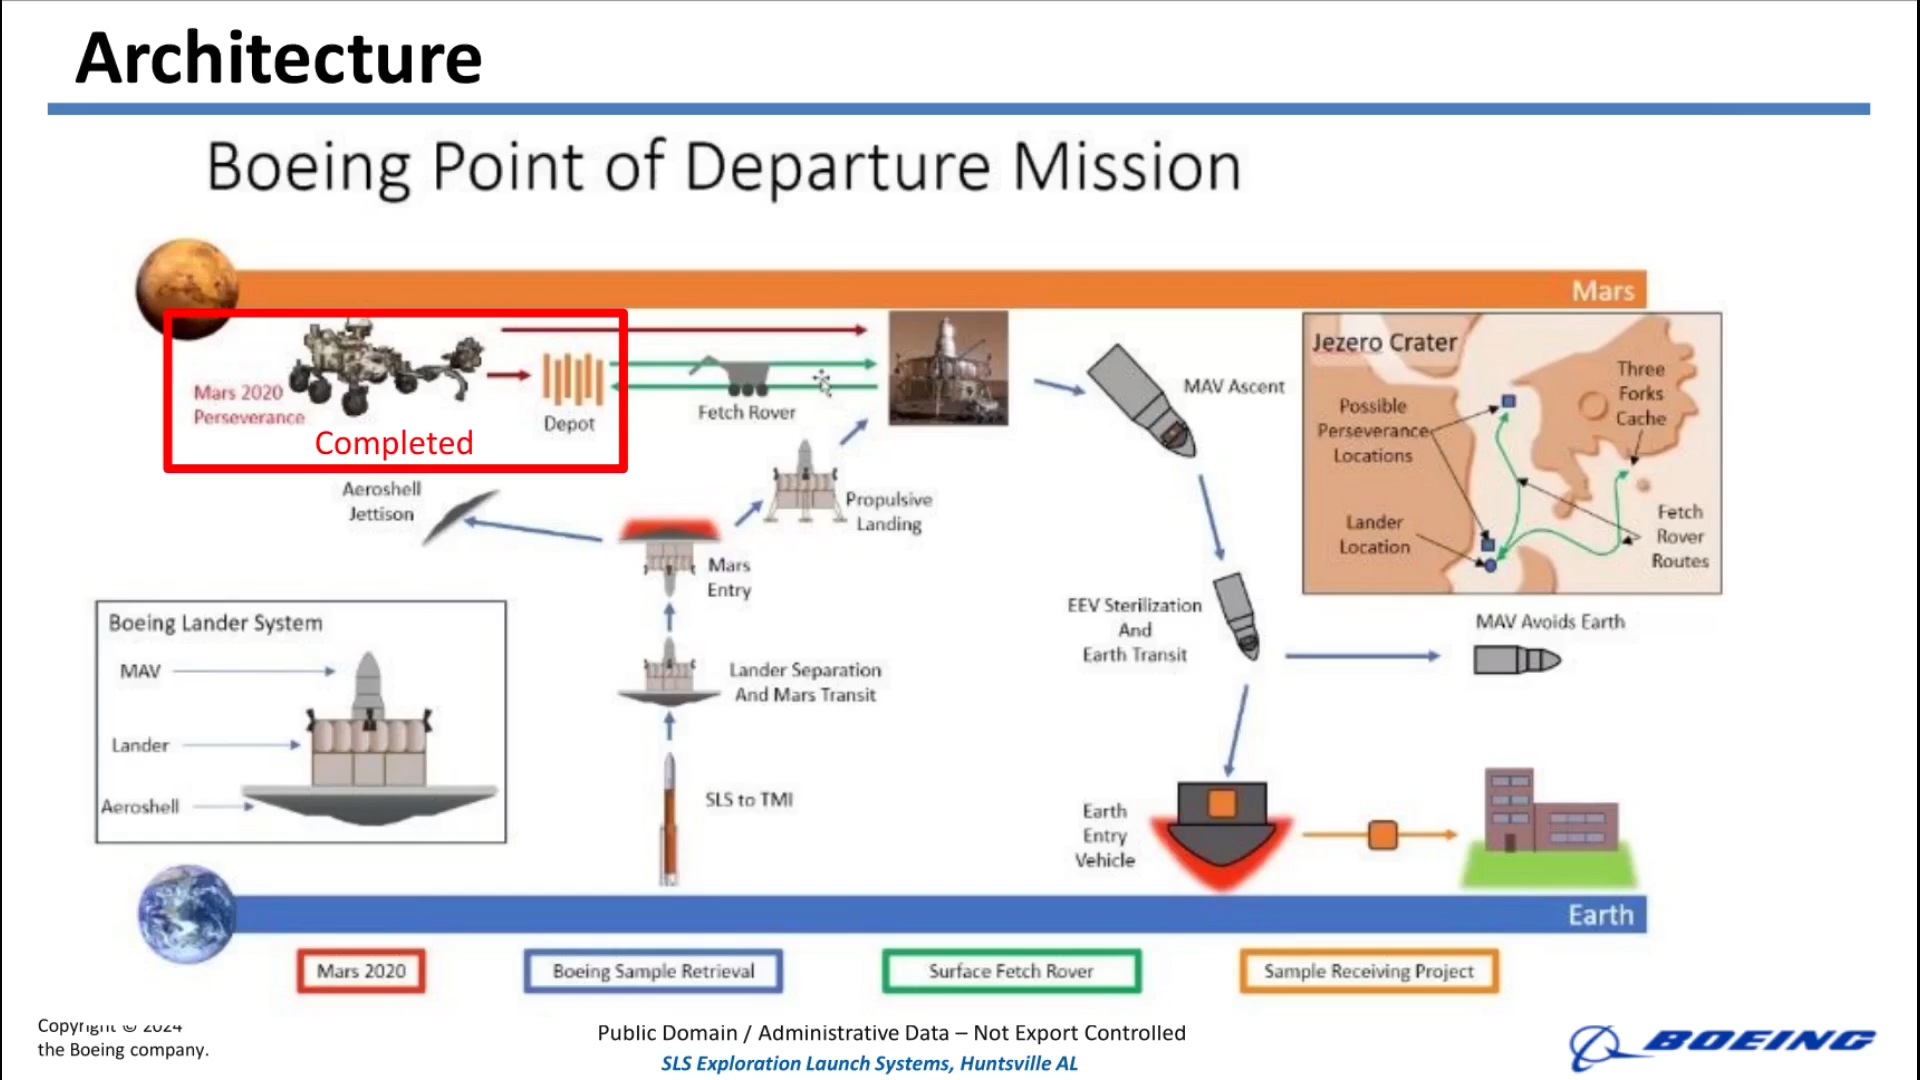 Architecture
Boeing Point of Departure Mission
Mars
Mars 2020
Perseverance
Completed
Depot
Fetch Rover
MAV Ascent
Jezero Crater
Three
Forks
Cache
Possible
Perseverance
Locations
Lander
Location
Fetch
Rover
Routes
Aeroshell
Jettison
Propulsive
Landing
Mars
Entry
Boeing Lander System
MAV
Lander
Aeroshell
Lander Separation
And Mars Transit
SLS to TMI
EEV Sterilization
And
Earth Transit
MAV Avoids Earth
Earth
Entry
Vehicle
Earth
Mars 2020
Boeing Sample Retrieval
Surface Fetch Rover
Sample Receiving Project
Copyright © 2024
the Boeing company.
Public Domain / Administrative Data – Not Export Controlled
SLS Exploration Launch Systems, Huntsville AL
BOEING